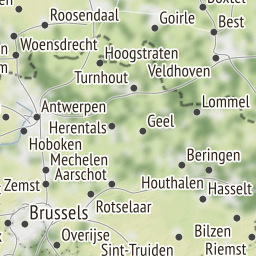 Boxtel
Roosendaal
Goirle
Best
Woensdrecht
Hoogstraten
Veldhoven
Turnhout
Antwerpen
Lommel
Herentals
Geel
Hoboken
Mechelen
Beringen
Aarschot
Zemst
Houthalen
Hasselt
Rotselaar
Brussels
Bilzen
Overijse
Sint-Truiden
Riemst